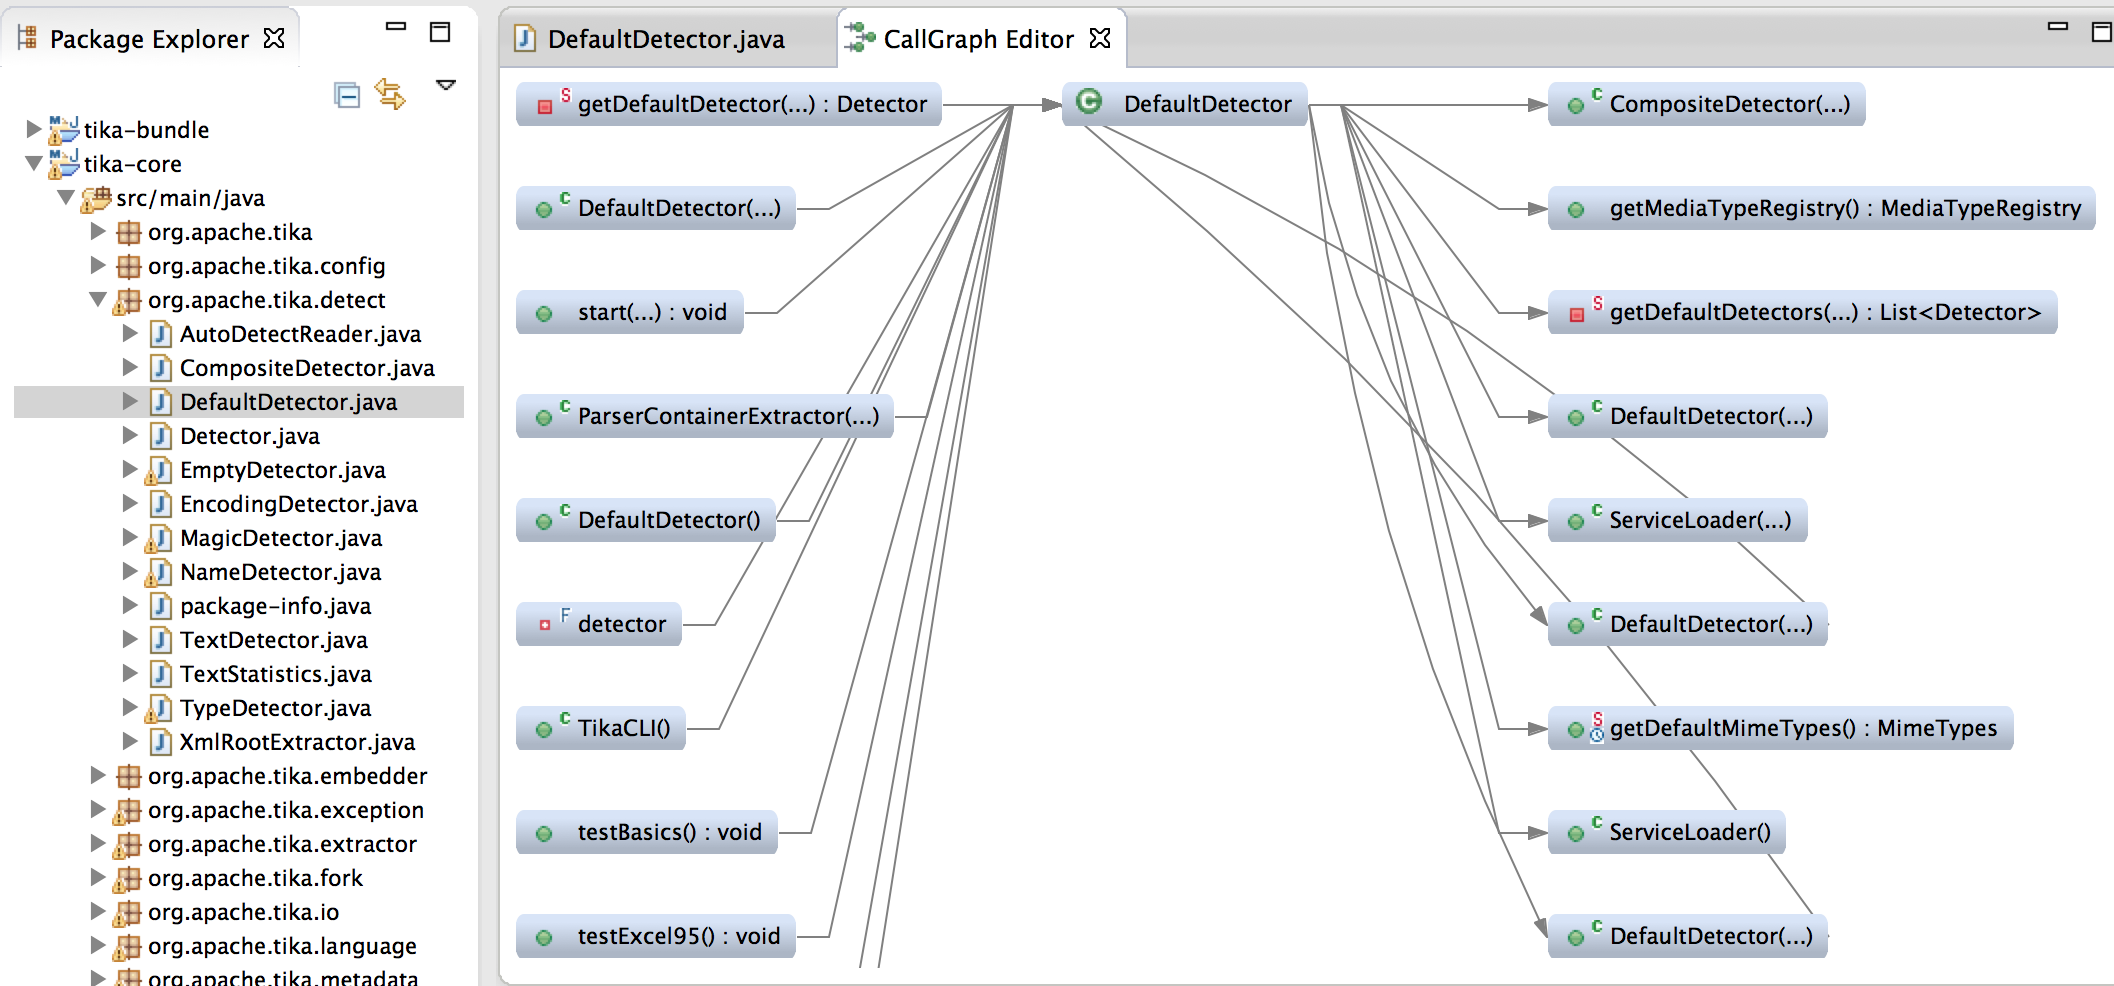 Package Explorer
tika-bundle
tika-core
src/main/java
org.apache.tika
org.apache.tika.config
org.apache.tika.detect
AutoDetectReader.java
CompositeDetector.java
DefaultDetector.java
Detector.java
EmptyDetector.java
EncodingDetector.java
MagicDetector.java
NameDetector.java
package-info.java
TextDetector.java
TextStatistics.java
TypeDetector.java
XmlRootExtractor.java
org.apache.tika.embedder
org.apache.tika.exception
org.apache.tika.extractor
org.apache.tika.fork
org.apache.tika.io
org.apache.tika.language
org.apache.tika.metadata
DefaultDetector.java
CallGraph Editor
getDefaultDetector(...) : Detector
DefaultDetector(...)
start(...) : void
ParserContainerExtractor(...)
DefaultDetector()
detector
TikaCLI()
testBasics() : void
testExcel95() : void
DefaultDetector
CompositeDetector(...)
getMediaTypeRegistry() : MediaTypeRegistry
getDefaultDetectors(...) : List<Detector>
DefaultDetector(...)
ServiceLoader(...)
DefaultDetector(...)
getDefaultMimeTypes() : MimeTypes
ServiceLoader()
DefaultDetector(...)